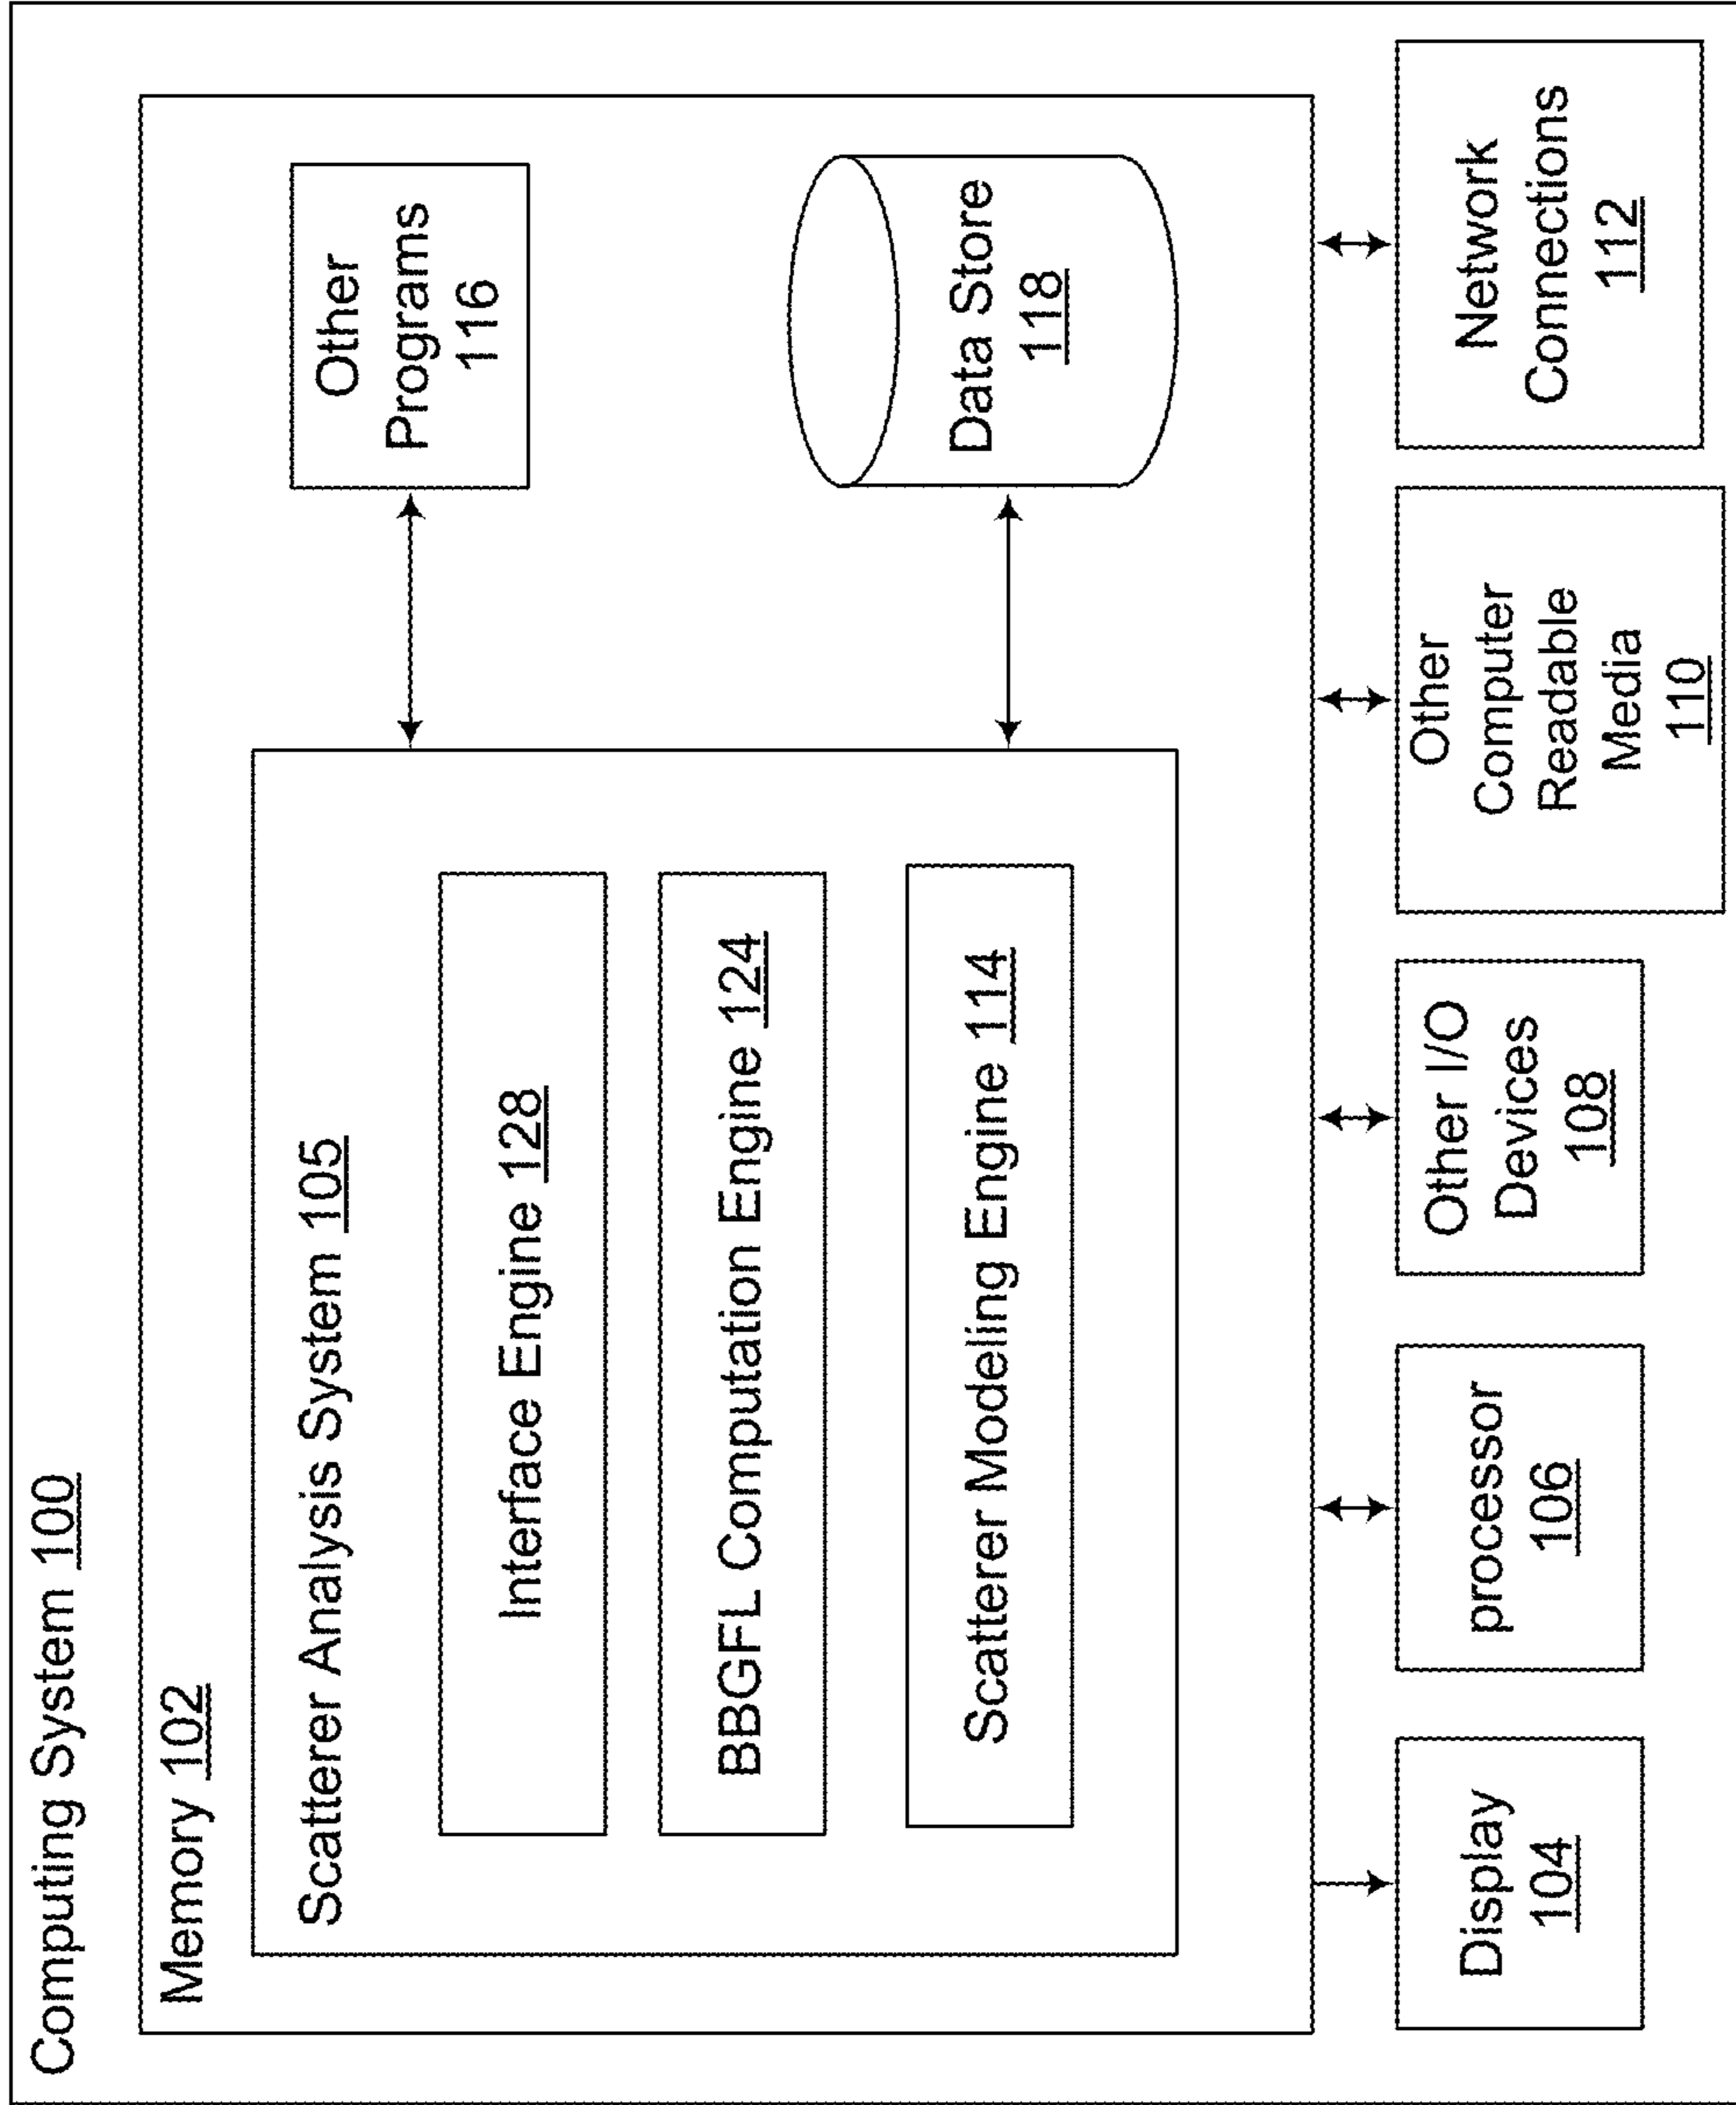 Computing System 100
Memory 102
Scatterer Analysis System 105
Interface Engine 128
BBGFL Computation Engine 124
Scatterer Modeling Engine 114
Other
Programs
116
Data Store
118
Display
104
processor
106
Other I/O
Devices
108
Other
Computer
Readable
Media
110
Network
Connections
112